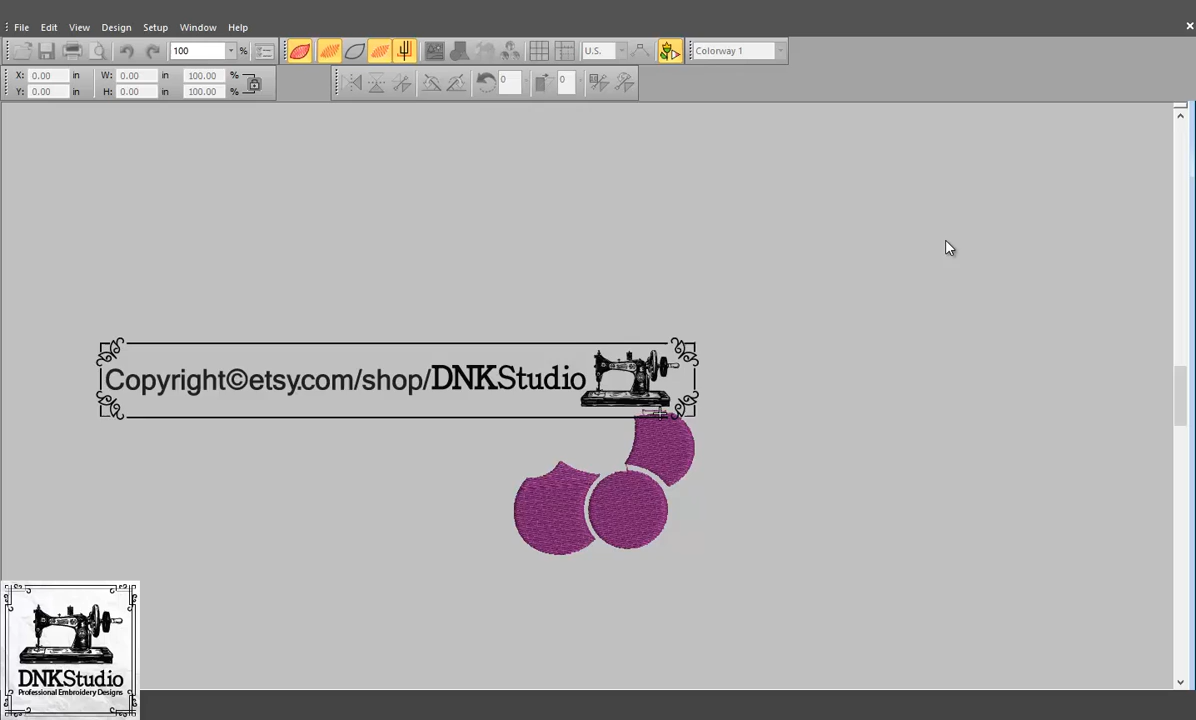 File Edit View Design Setup Window Help
100 % U.S. Colorway 1
X: 0.00 in W: 0.00 in 100.00 % 0 0
Y: 0.00 in H: 0.00 in 100.00 %
Copyright©etsy.com/shop/DNKStudio
DNKStudio
Professional Embroidery Designs